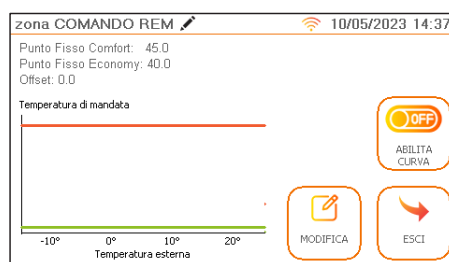 zona COMANDO REM 10/05/2023 14:37
Punto Fisso Comfort: 45.0
Punto Fisso Economy: 40.0
Offset: 0.0
Temperatura di mandata
OFF
ABILITA
CURVA
-10° 0° 10° 20°
Temperatura esterna
MODIFICA
ESCI